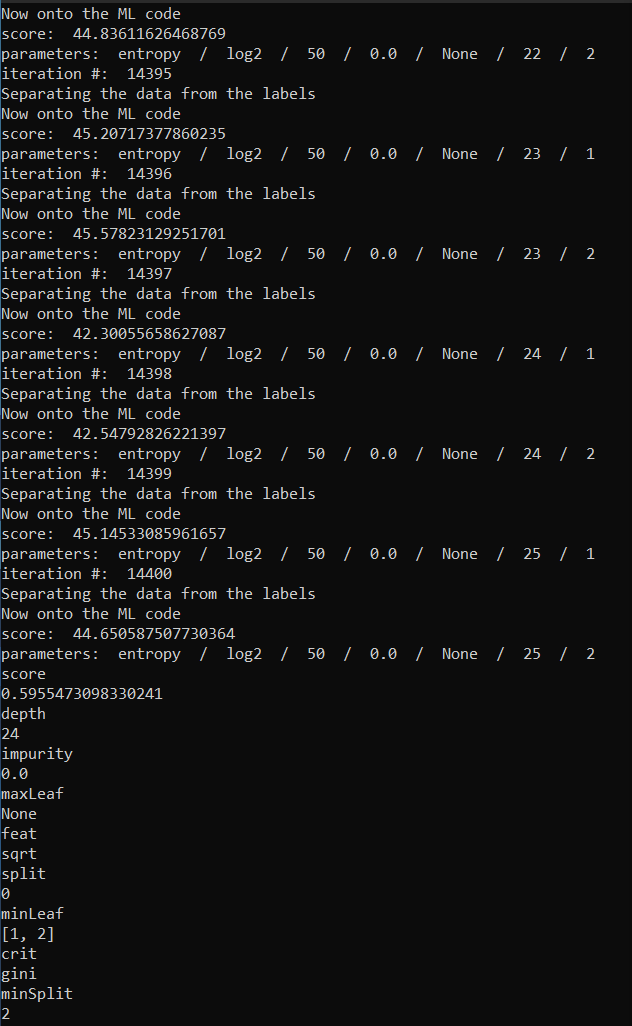 Now onto the ML code
score:  44.83611626468769
parameters:  entropy  /  log2  /  50  /  0.0  /  None  /  22  /  2
iteration #:  14395
Separating the data from the labels
Now onto the ML code
score:  45.20717377860235
parameters:  entropy  /  log2  /  50  /  0.0  /  None  /  23  /  1
iteration #:  14396
Separating the data from the labels
Now onto the ML code
score:  45.57823129251701
parameters:  entropy  /  log2  /  50  /  0.0  /  None  /  23  /  2
iteration #:  14397
Separating the data from the labels
Now onto the ML code
score:  42.30055658627087
parameters:  entropy  /  log2  /  50  /  0.0  /  None  /  24  /  1
iteration #:  14398
Separating the data from the labels
Now onto the ML code
score:  42.54792826221397
parameters:  entropy  /  log2  /  50  /  0.0  /  None  /  24  /  2
iteration #:  14399
Separating the data from the labels
Now onto the ML code
score:  45.14533085961657
parameters:  entropy  /  log2  /  50  /  0.0  /  None  /  25  /  1
iteration #:  14400
Separating the data from the labels
Now onto the ML code
score:  44.650587507730364
parameters:  entropy  /  log2  /  50  /  0.0  /  None  /  25  /  2
score
0.5955473098330241
depth
24
impurity
0.0
maxLeaf
None
feat
sqrt
split
0
minLeaf
[1, 2]
crit
gini
minSplit
2